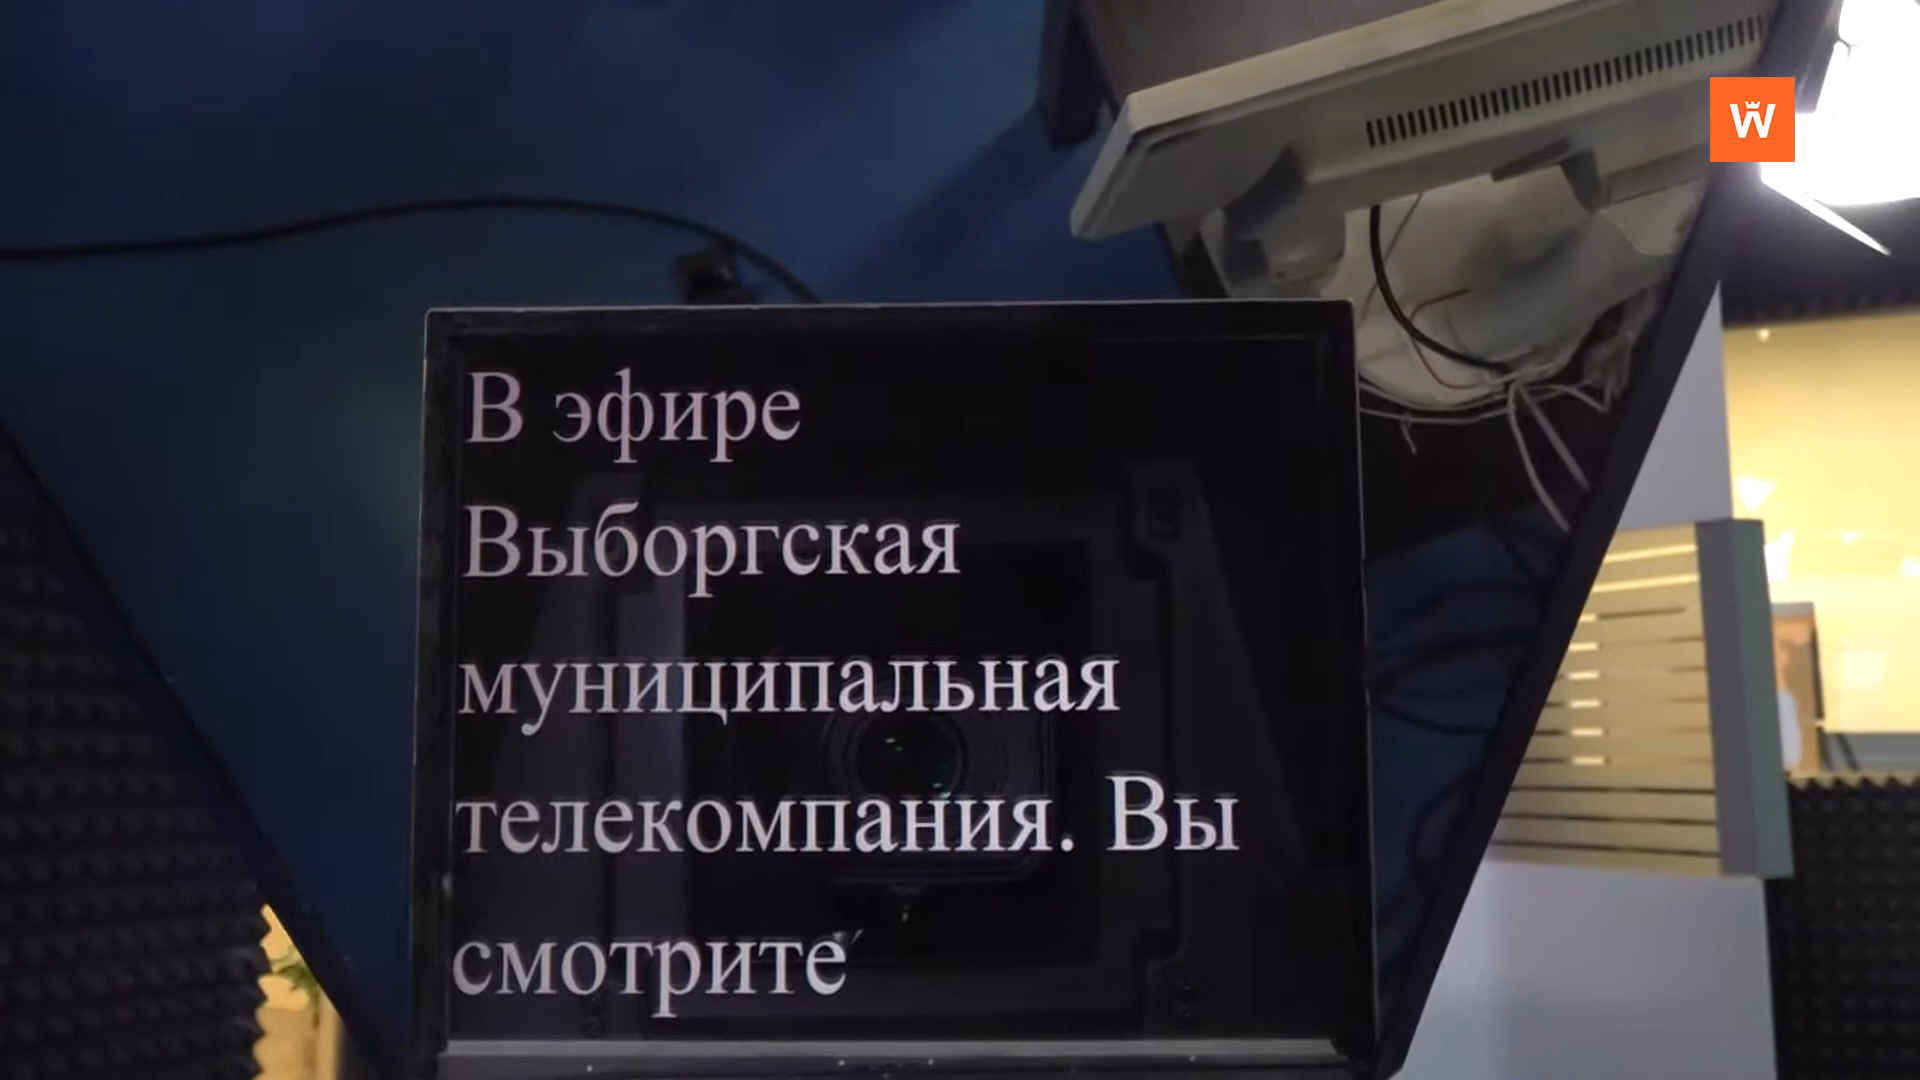 W
В эфире
Выборгская
муниципальная
телекомпания. Вы
смотрите